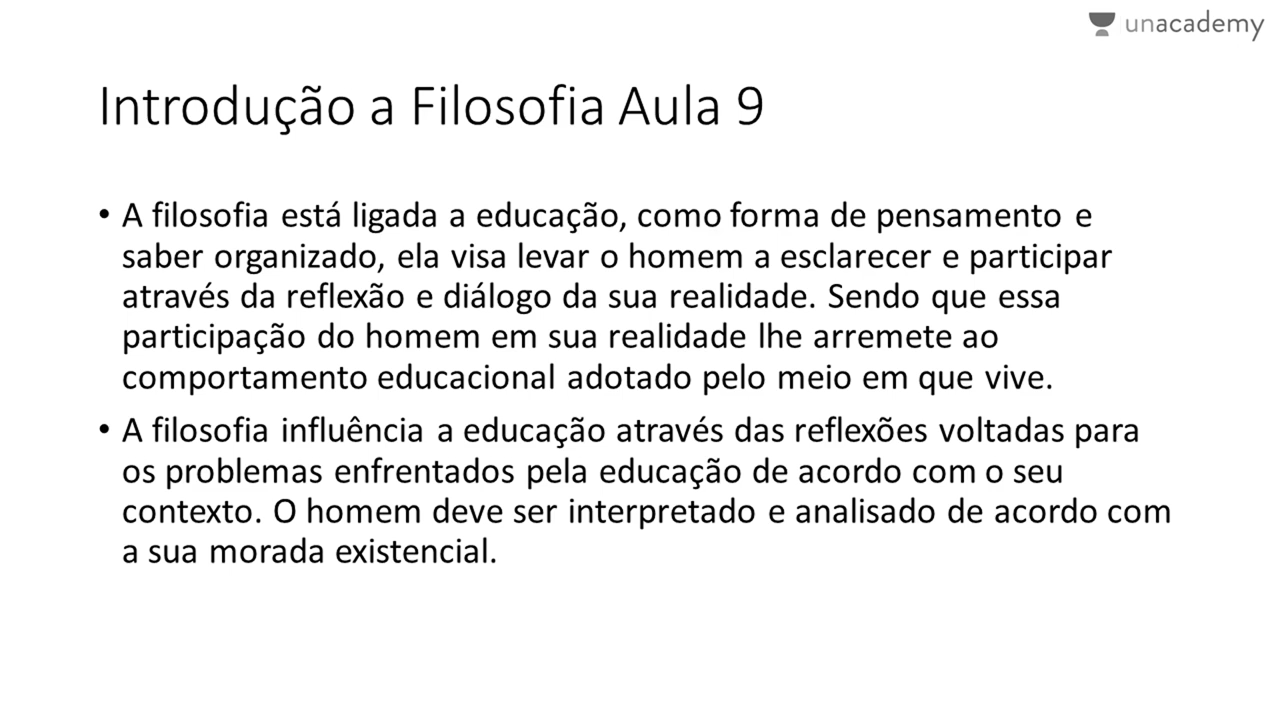 unacademy
Introdução a Filosofia Aula 9
• A filosofia está ligada a educação, como forma de pensamento e
saber organizado, ela visa levar o homem a esclarecer e participar
através da reflexão e diálogo da sua realidade. Sendo que essa
participação do homem em sua realidade lhe arremete ao
comportamento educacional adotado pelo meio em que vive.
• A filosofia influência a educação através das reflexões voltadas para
os problemas enfrentados pela educação de acordo com o seu
contexto. O homem deve ser interpretado e analisado de acordo com
a sua morada existencial.